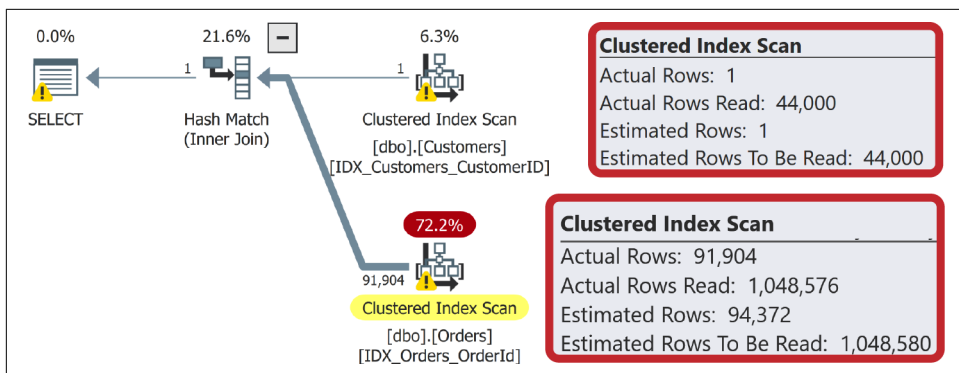 0.0%
21.6%
−
6.3%
1
1
SELECT
Hash Match
(Inner Join)
Clustered Index Scan
[dbo].[Customers]
[IDX_Customers_CustomerID]
72.2%
91,904
Clustered Index Scan
[dbo].[Orders]
[IDX_Orders_OrderId]
Clustered Index Scan
Actual Rows: 1
Actual Rows Read: 44,000
Estimated Rows: 1
Estimated Rows To Be Read: 44,000
Clustered Index Scan
Actual Rows: 91,904
Actual Rows Read: 1,048,576
Estimated Rows: 94,372
Estimated Rows To Be Read: 1,048,580